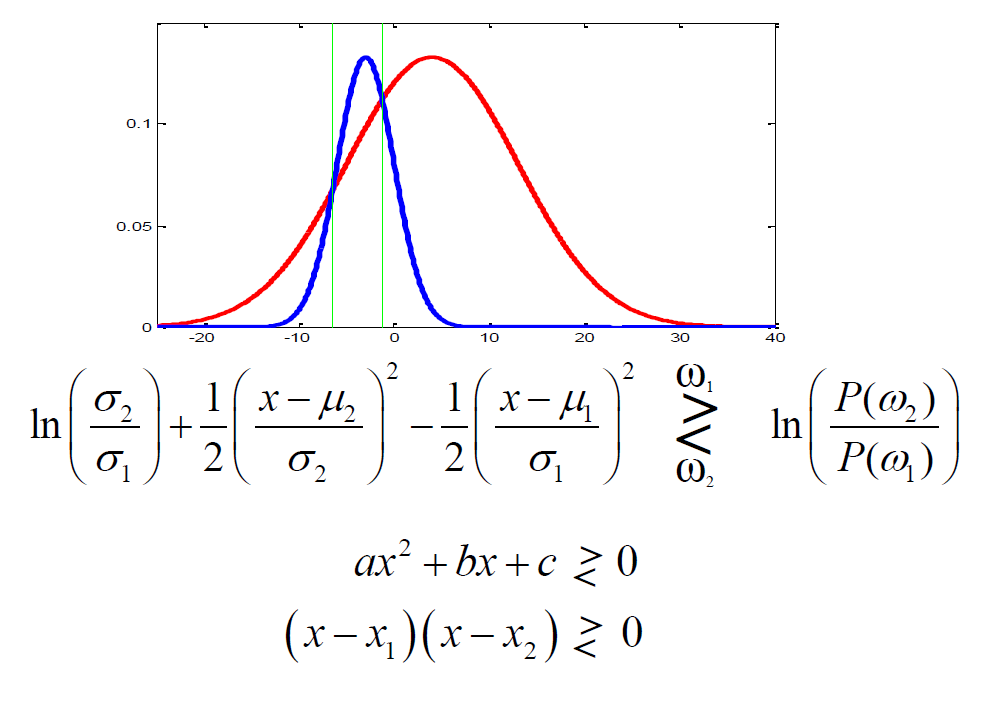 0.1
0.05
0
-20 -10 0 10 20 30 40
ln(σ₂/σ₁) + 1/2((x − μ₂)/σ₂)² − 1/2((x − μ₁)/σ₁)² ω₁ ≷ ω₂ ln(P(ω₂)/P(ω₁))
ax² + bx + c ≷ 0
(x − x₁)(x − x₂) ≷ 0